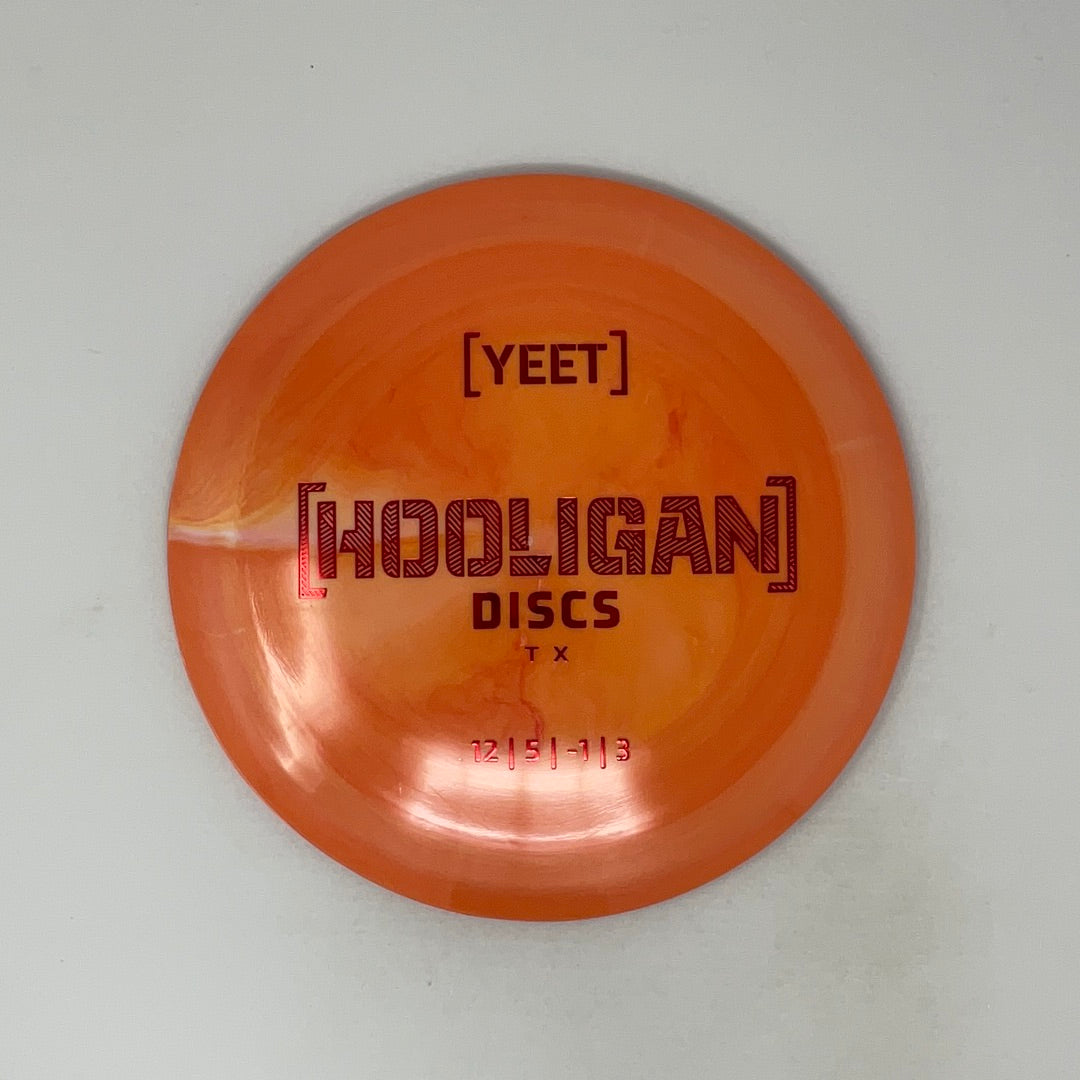 [YEET]
[HOOLIGAN]
DISCS
TX
12 | 5 | -1 | 3